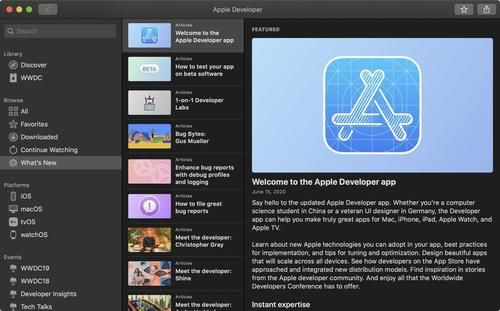 Apple Developer
Search
Library
Discover
WWDC
Browse
All
Favorites
Downloaded
Continue Watching
What's New
Platforms
iOS
macOS
tvOS
watchOS
Events
WWDC19
WWDC18
Developer Insights
Tech Talks
Articles
Welcome to the
Apple Developer app
BETA
Articles
How to test your app
on beta software
Articles
1-on-1 Developer
Labs
Articles
Bug Bytes:
Gus Mueller
Articles
Enhance bug reports
with debug profiles
and logging
Articles
How to file great
bug reports
Articles
Meet the developer:
Christopher Gray
Articles
Meet the developer:
Shine
Articles
Meet the developer:
FEATURED
Welcome to the Apple Developer app
June 15, 2020
Say hello to the updated Apple Developer app. Whether you're a computer
science student in China or a veteran UI designer in Germany, the Developer
app can help you make truly great apps for Mac, iPhone, iPad, Apple Watch, and
Apple TV.
Learn about new Apple technologies you can adopt in your app, best practices
for implementation, and tips for tuning and optimization. Design beautiful apps
that will scale across all devices. See how developers on the App Store have
approached and integrated new distribution models. Find inspiration in stories
from the Apple developer community. And enjoy all that the Worldwide
Developers Conference has to offer.
Instant expertise